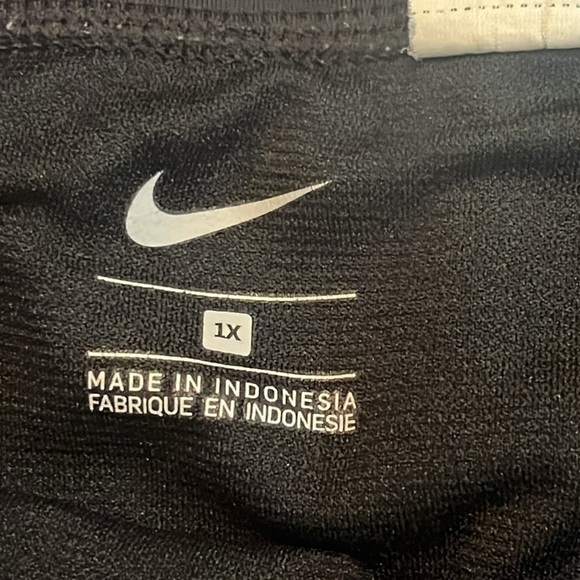 1X
MADE IN INDONESIA
FABRIQUE EN INDONESIE